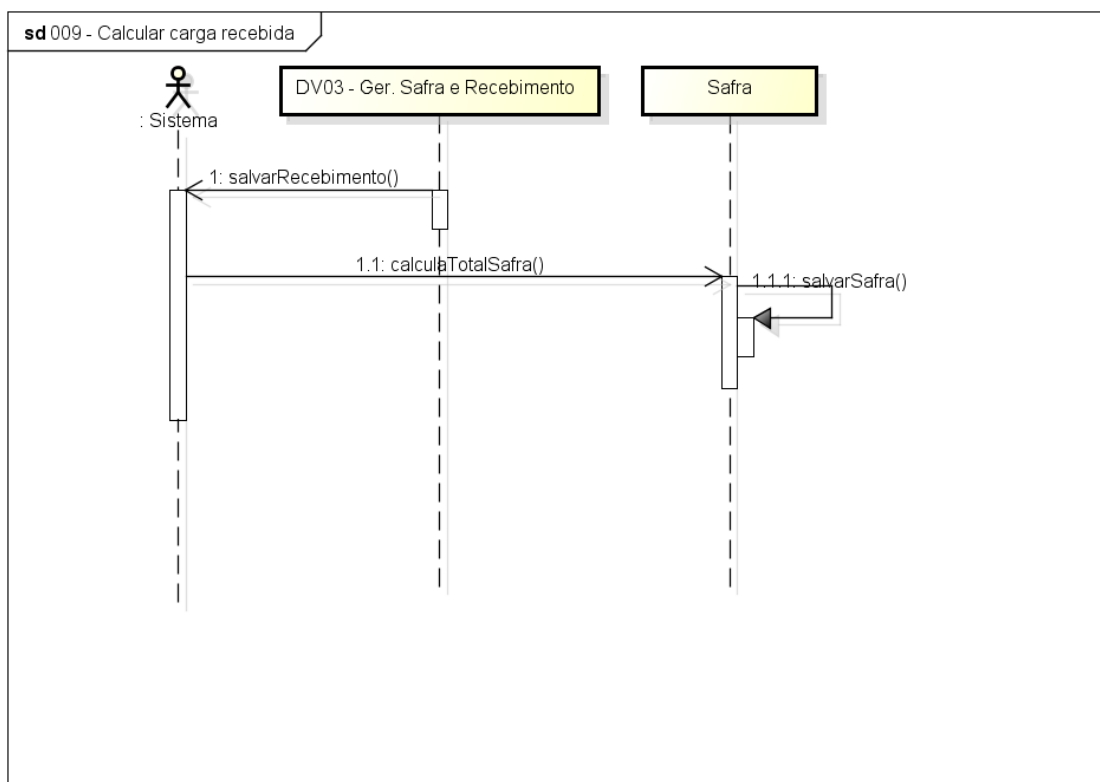 sd 009 - Calcular carga recebida
: Sistema
DV03 - Ger. Safra e Recebimento
Safra
1: salvarRecebimento()
1.1: calculaTotalSafra()
1.1.1: salvarSafra()